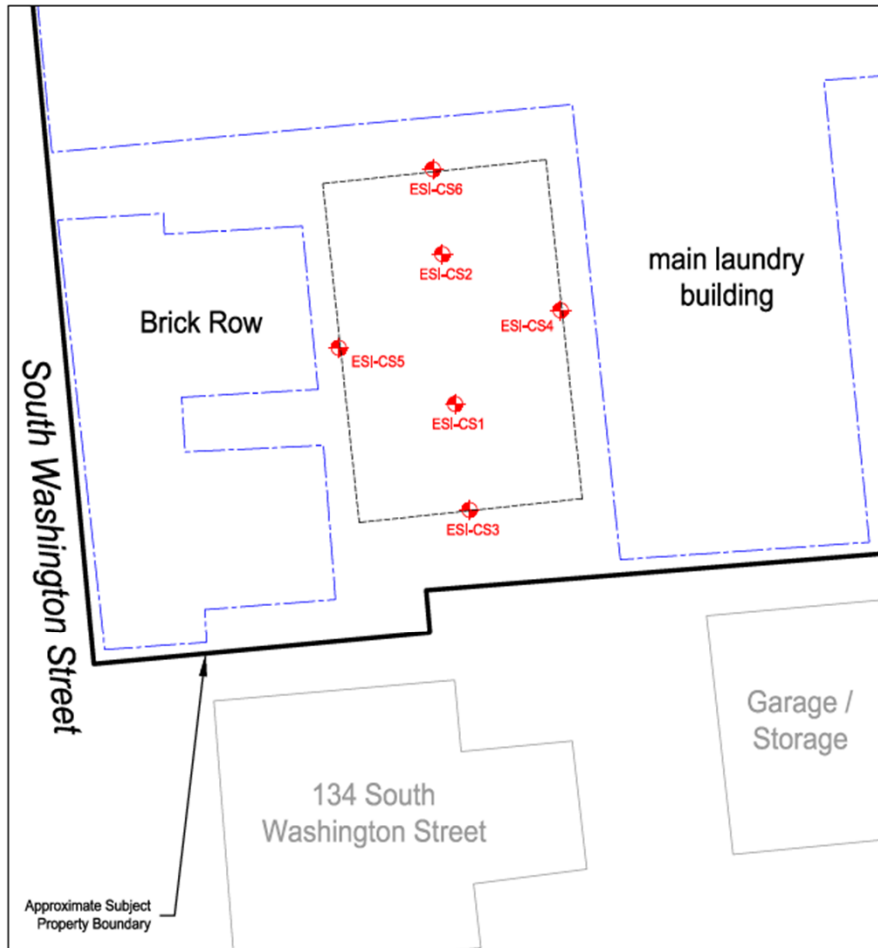 ESI-CS6
ESI-CS2
main laundry
building
Brick Row
ESI-CS4
ESI-CS5
South Washington Street
ESI-CS1
ESI-CS3
Garage /
Storage
134 South
Washington Street
Approximate Subject
Property Boundary